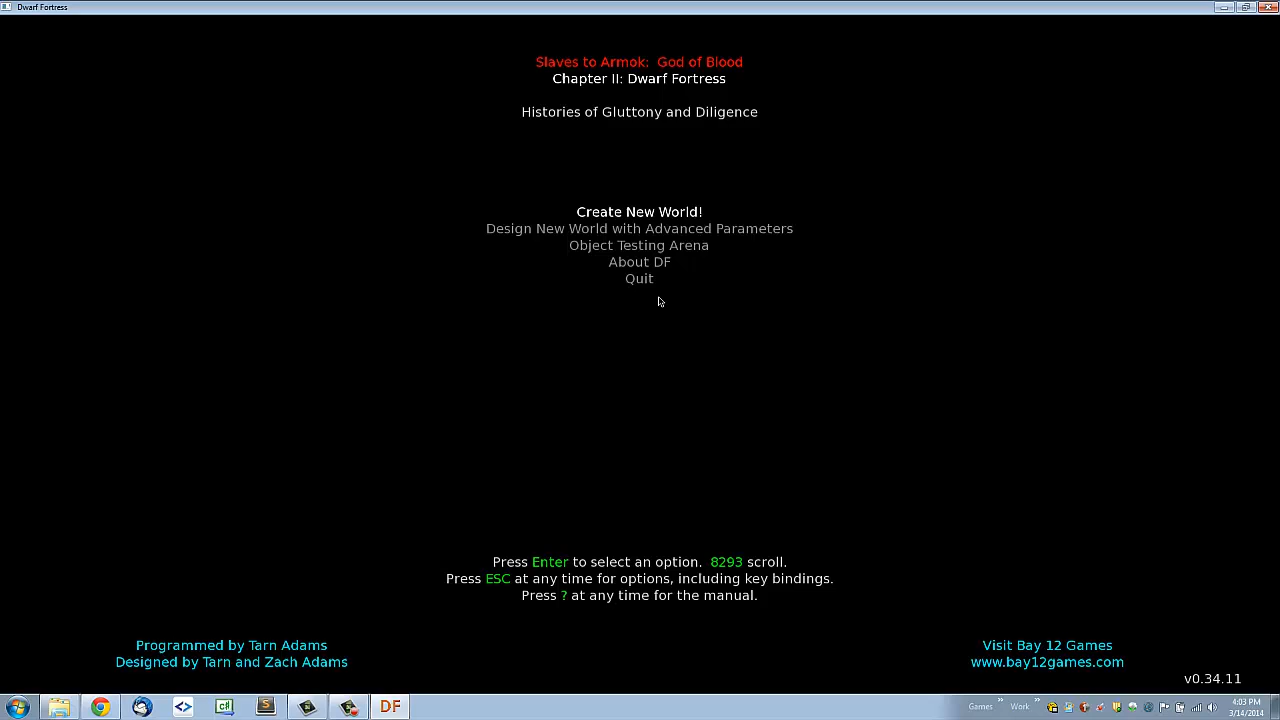 Dwarf Fortress
Slaves to Armok:  God of Blood
Chapter II: Dwarf Fortress
Histories of Gluttony and Diligence
Create New World!
Design New World with Advanced Parameters
Object Testing Arena
About DF
Quit
Press Enter to select an option.  8293 scroll.
Press ESC at any time for options, including key bindings.
Press ? at any time for the manual.
Programmed by Tarn Adams
Designed by Tarn and Zach Adams
Visit Bay 12 Games
www.bay12games.com
v0.34.11
C#
S
DF
Games »
Work »
4:03 PM
3/14/2014